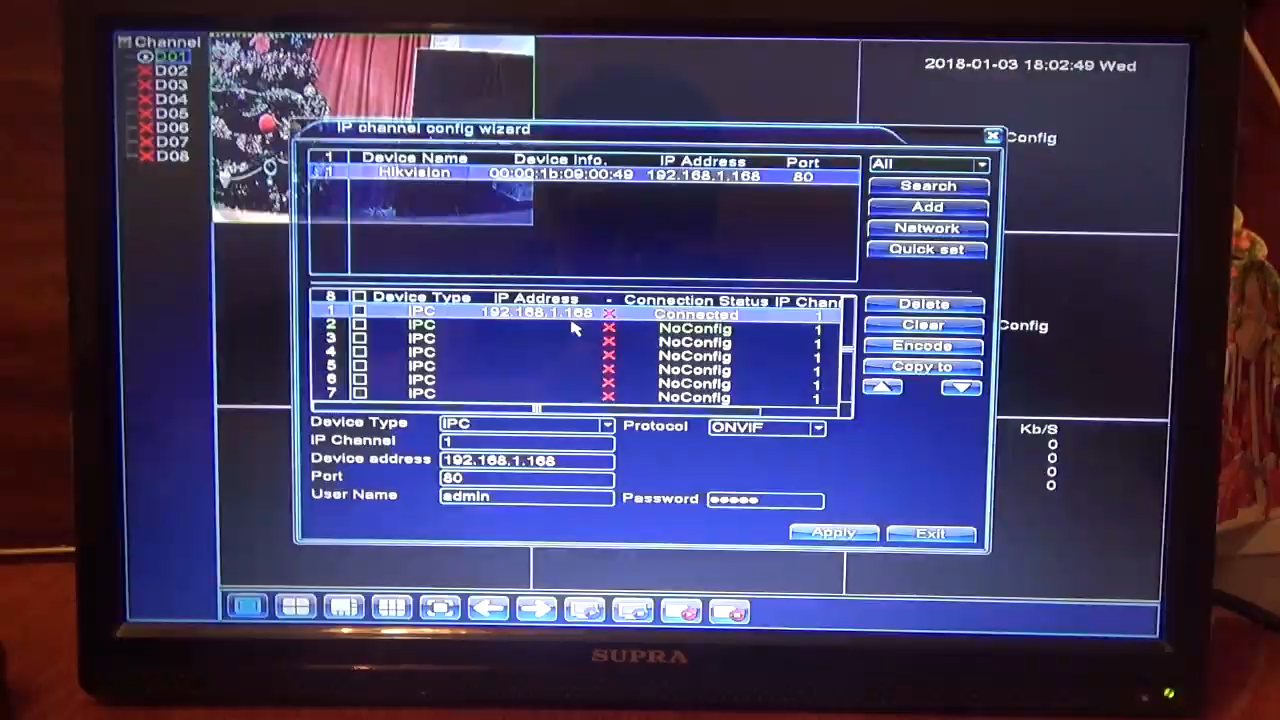 Channel
D01
D02
D03
D04
D05
D06
D07
D08
2018-01-03 18:02:49 Wed
IP channel config wizard
Config
1 Device Name Device Info. IP Address Port
1 Hikvision 00:00:1b:09:00:49 192.168.1.168 80
All
Search
Add
Network
Quick set
8 Device Type IP Address - Connection Status IP Chan
1 IPC 192.168.1.168 Connected 1
2 IPC NoConfig 1
3 IPC NoConfig 1
4 IPC NoConfig 1
5 IPC NoConfig 1
6 IPC NoConfig 1
7 IPC NoConfig 1
Delete
Clear
Encode
Copy to
Config
Device Type IPC Protocol ONVIF
IP Channel 1
Device address 192.168.1.168
Port 80
User Name admin Password
Apply Exit
Kb/S
0
0
0
0
SUPRA